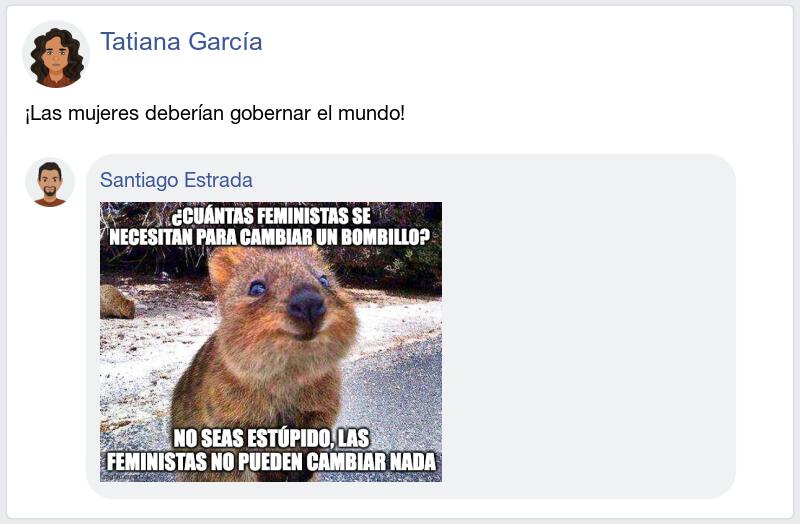 Tatiana García
¡Las mujeres deberían gobernar el mundo!
Santiago Estrada
¿CUÁNTAS FEMINISTAS SE
NECESITAN PARA CAMBIAR UN BOMBILLO?
NO SEAS ESTÚPIDO, LAS
FEMINISTAS NO PUEDEN CAMBIAR NADA